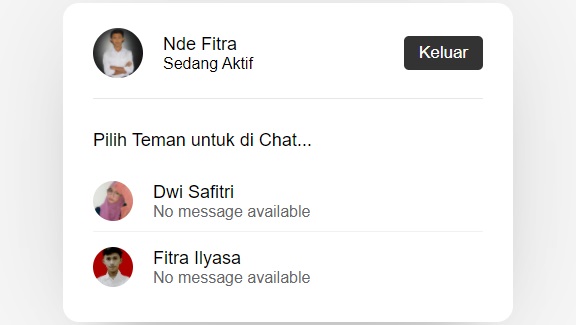 Nde Fitra
Sedang Aktif
Keluar
Pilih Teman untuk di Chat...
Dwi Safitri
No message available
Fitra Ilyasa
No message available